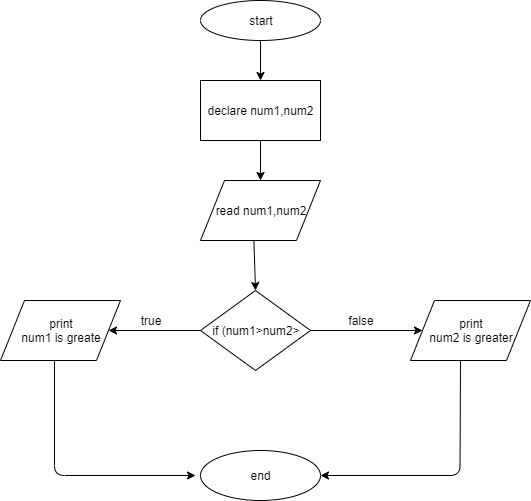 start
declare num1,num2
read num1,num2
if (num1>num2>
true
false
print
num1 is greate
print
num2 is greater
end